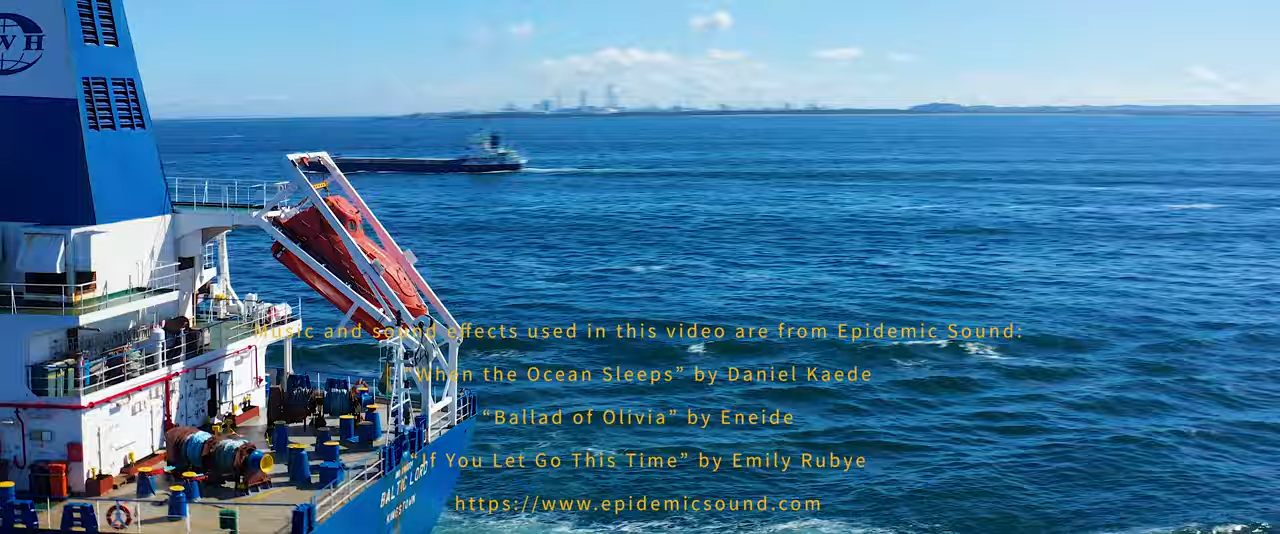 WH
Music and sound effects used in this video are from Epidemic Sound:
“When the Ocean Sleeps” by Daniel Kaede
“Ballad of Olivia” by Eneide
“If You Let Go This Time” by Emily Rubye
BALTIC LORD
KINGSTOWN
https://www.epidemicsound.com